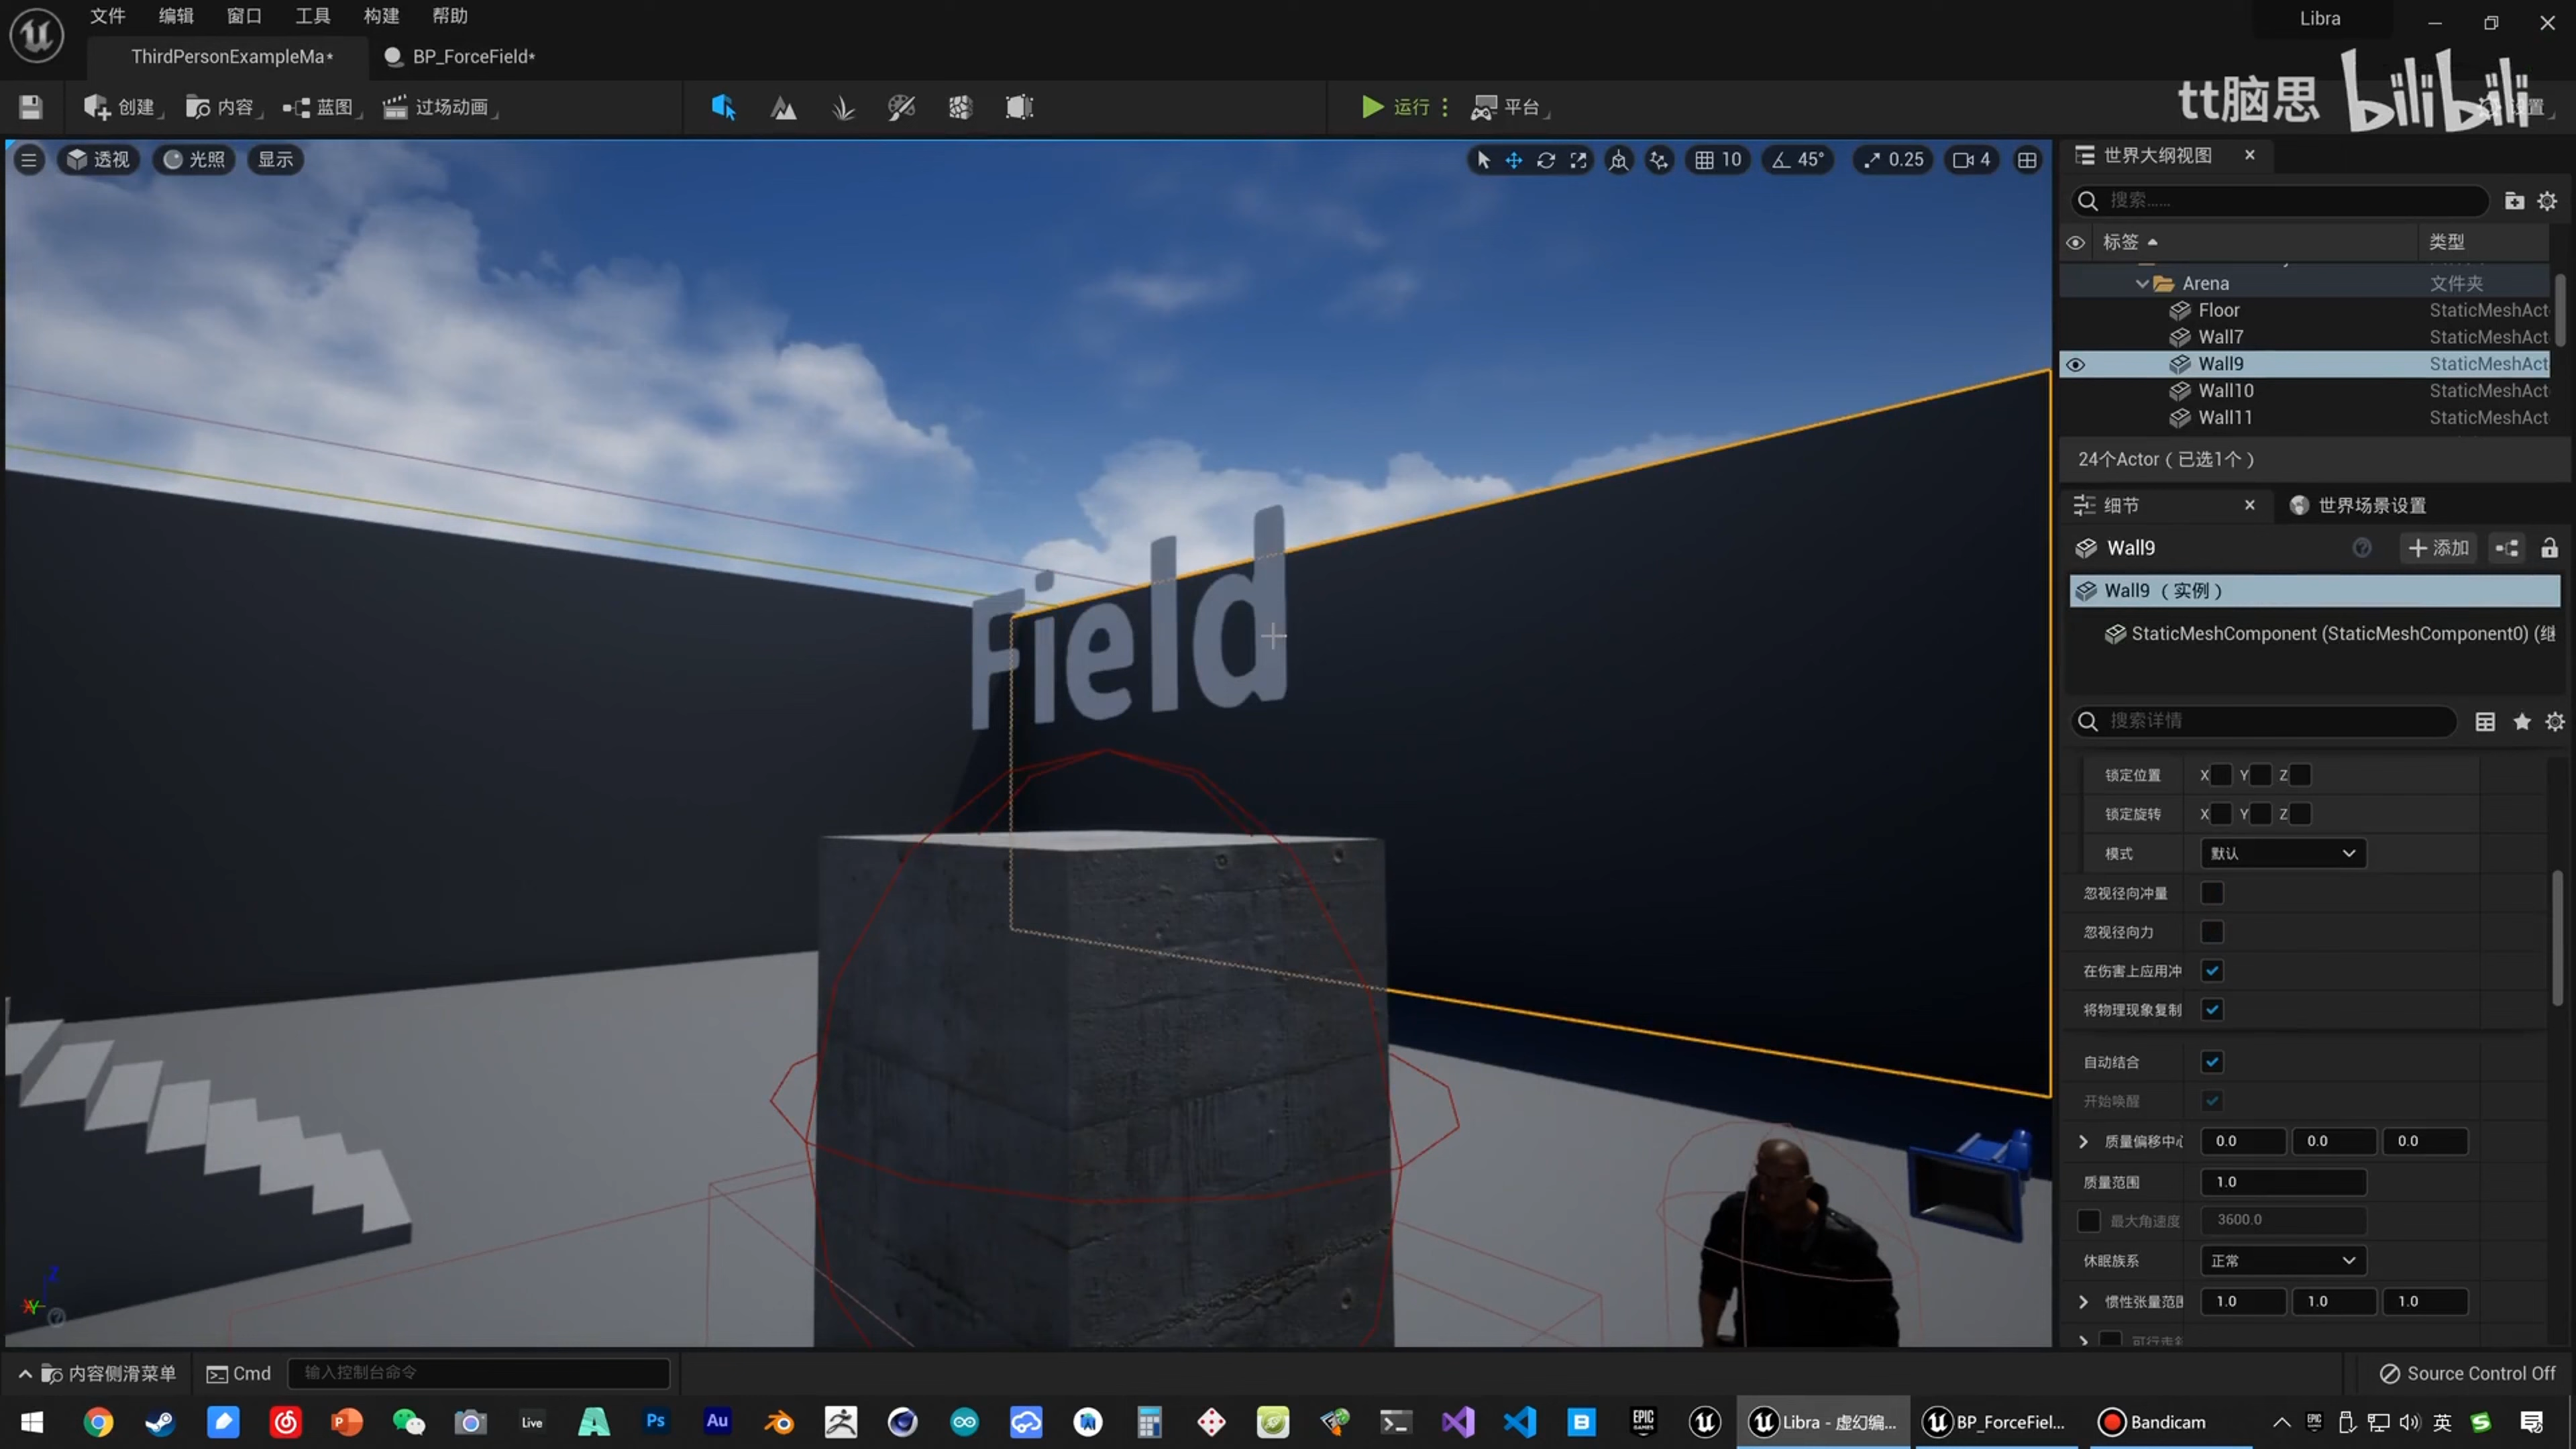 文件 编辑 窗口 工具 构建 帮助
Libra
ThirdPersonExampleMa* BP_ForceField*
创建 内容 蓝图 过场动画 运行 平台
tt脑思 bilibili 置
透视 光照 显示 10 45° 0.25 4
世界大纲视图
搜索......
标签 类型
Arena 文件夹
Floor StaticMeshAct
Wall7 StaticMeshAct
Wall9 StaticMeshAct
Wall10 StaticMeshAct
Wall11 StaticMeshAct
24个Actor（已选1个）
细节 世界场景设置
Wall9 添加
Wall9（实例）
StaticMeshComponent (StaticMeshComponent0) (继
搜索详情
Field
锁定位置 X Y Z
锁定旋转 X Y Z
模式 默认
忽视径向冲量
忽视径向力
在伤害上应用冲
将物理现象复制
自动结合
开始唤醒
质量偏移中心 0.0 0.0 0.0
质量范围 1.0
最大角速度 3600.0
休眠族系 正常
惯性张量范围 1.0 1.0 1.0
Z
X Y
内容侧滑菜单 Cmd 输入控制台命令 Source Control Off
Live Ps Au EPIC GAMES Libra - 虚幻编... BP_ForceFiel... Bandicam 英